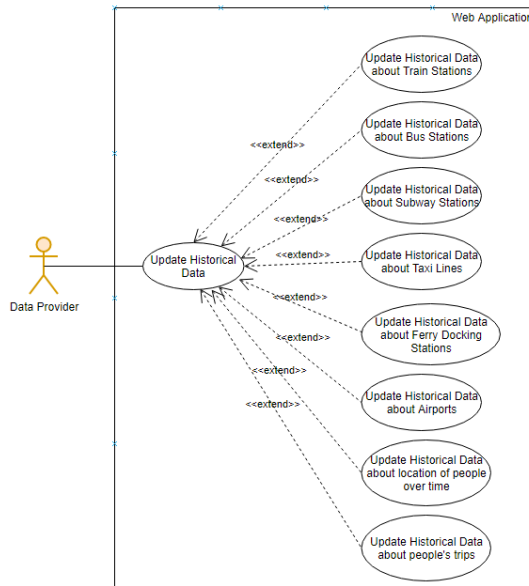 Web Application
Update Historical Data
about Train Stations
Update Historical Data
about Bus Stations
<<extend>>
<<extend>>
Update Historical Data
about Subway Stations
<<extend>>
Update Historical
Data
<<extend>>
Update Historical Data
about Taxi Lines
Data Provider
<<extend>>
Update Historical Data
about Ferry Docking
Stations
<<extend>>
Update Historical Data
about Airports
<<extend>>
<<extend>>
Update Historical Data
about location of people
over time
Update Historical Data
about people's trips